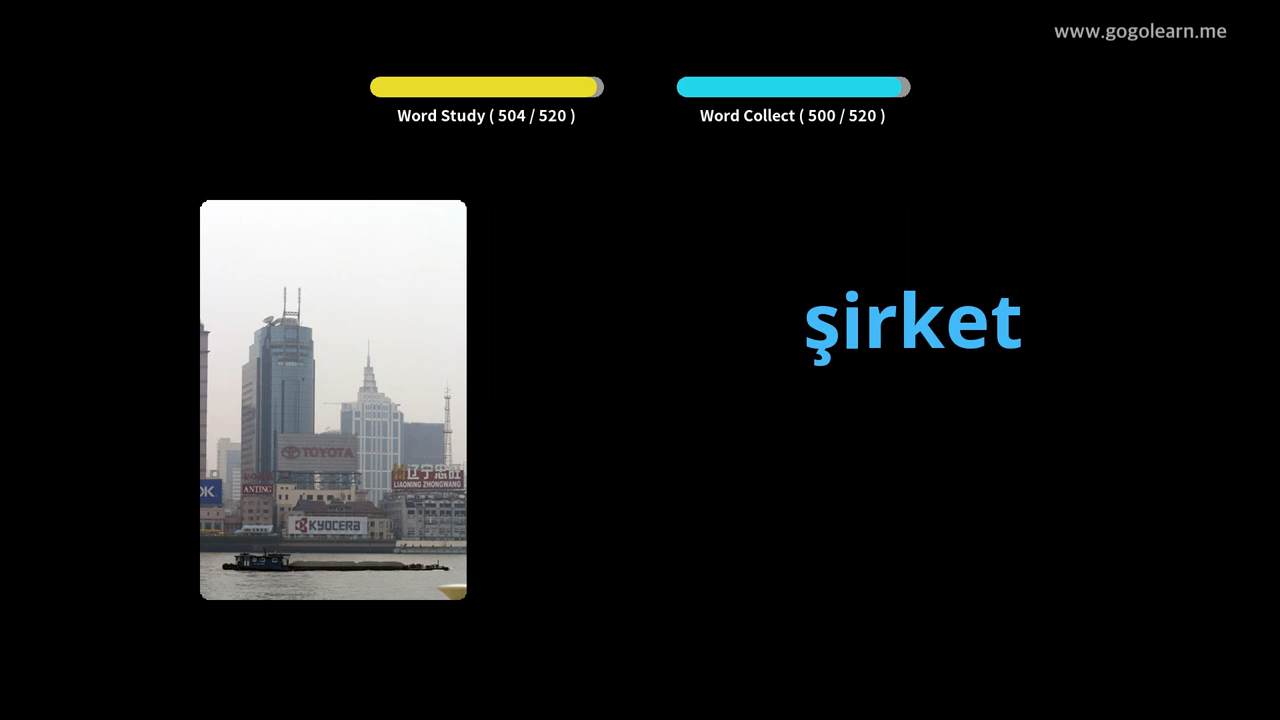 www.gogolearn.me
Word Study ( 504 / 520 )
Word Collect ( 500 / 520 )
şirket
TOYOTA
辽宁忠旺
LIAONING ZHONGWANG
OK
ANTING
KYOCERA